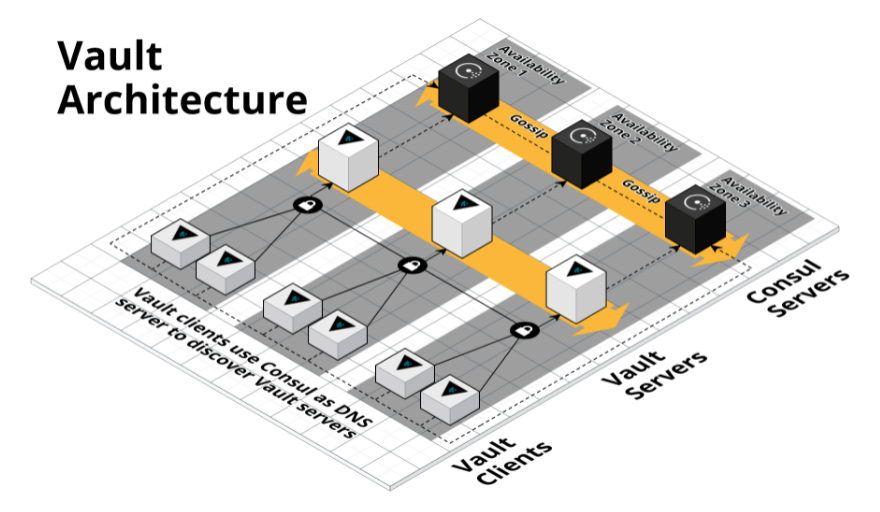 Vault
Architecture
Availability
Zone 1
Gossip
Availability
Zone 2
Gossip
Availability
Zone 3
Consul
Servers
Vault
Servers
Vault
Clients
Vault clients use Consul as DNS
server to discover Vault servers